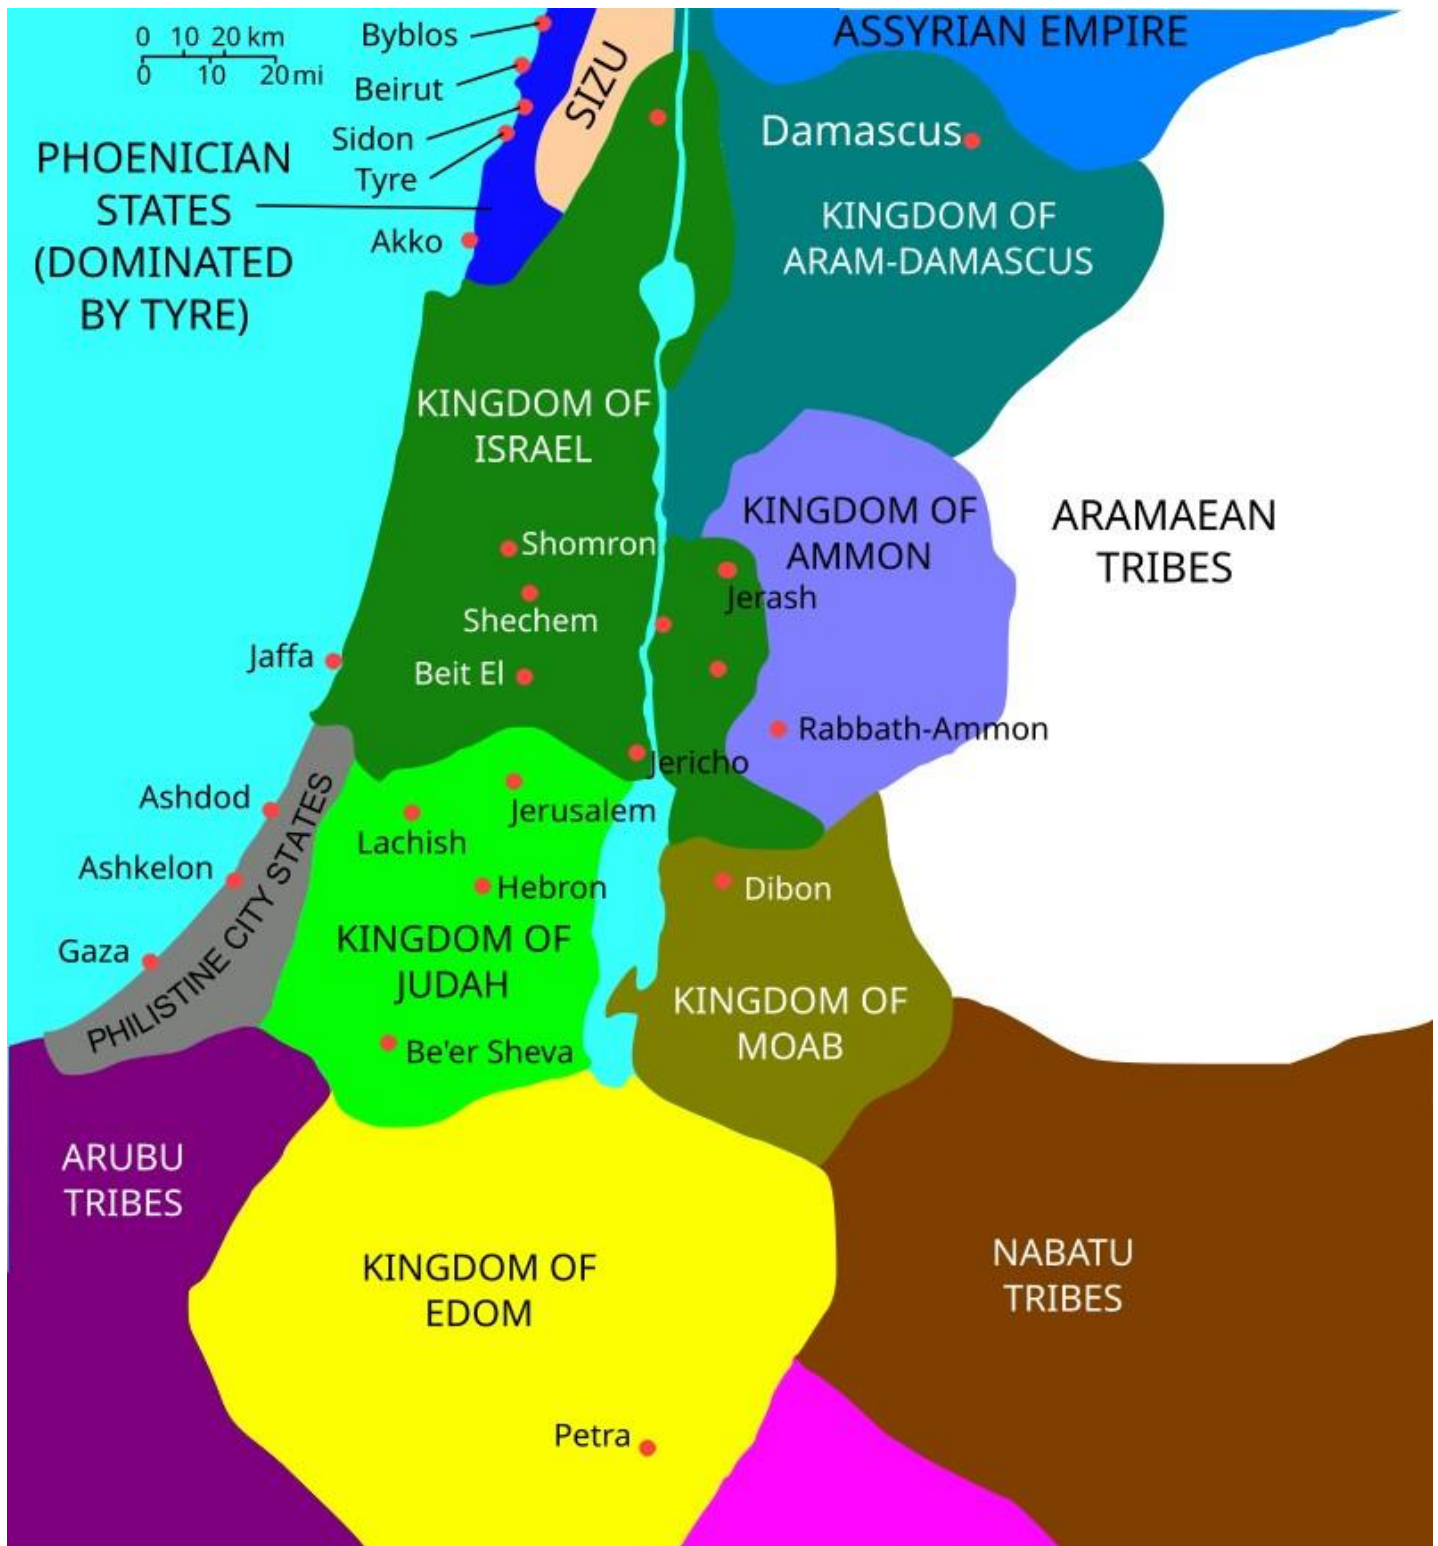 ASSYRIAN EMPIRE
0 10 20 km
0 10 20 mi
Byblos
Beirut
Sidon
Tyre
Akko
SIZU
PHOENICIAN
STATES
(DOMINATED
BY TYRE)
Damascus
KINGDOM OF
ARAM-DAMASCUS
KINGDOM OF
ISRAEL
KINGDOM OF
AMMON
ARAMAEAN
TRIBES
Shomron
Jerash
Shechem
Jaffa
Beit El
Rabbath-Ammon
Jericho
Ashdod
Jerusalem
Lachish
Ashkelon
Hebron
Dibon
PHILISTINE CITY STATES
Gaza
KINGDOM OF
JUDAH
KINGDOM OF
MOAB
Be'er Sheva
ARUBU
TRIBES
KINGDOM OF
EDOM
NABATU
TRIBES
Petra